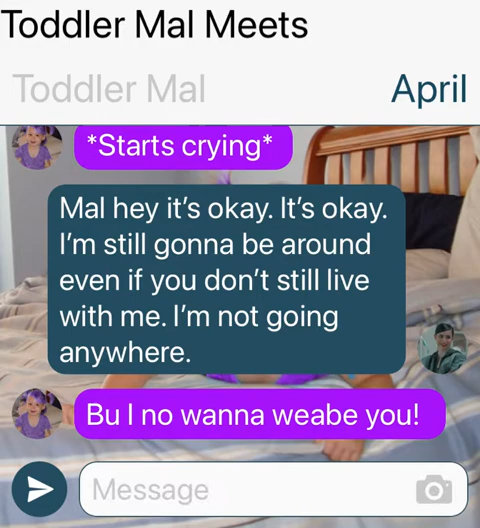 Toddler Mal Meets
Toddler Mal
April
*Starts crying*
Mal hey it's okay. It's okay.
I'm still gonna be around
even if you don't still live
with me. I'm not going
anywhere.
Bu I no wanna weabe you!
Message